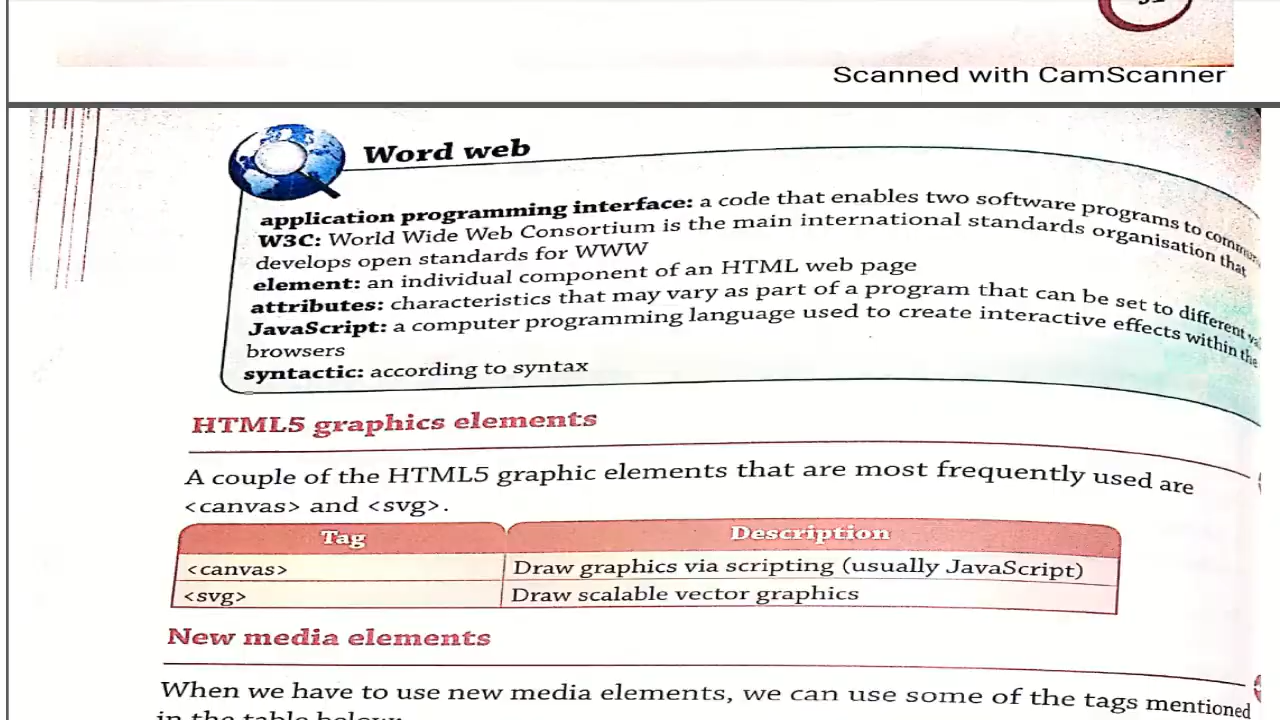 Scanned with CamScanner
Word web
application programming interface: a code that enables two software programs to
W3C: World Wide Web Consortium is the main international standards organisation that
develops open standards for WWW
element: an individual component of an HTML web page
attributes: characteristics that may vary as part of a program that can be set to different
JavaScript: a computer programming language used to create interactive effects within the
browsers
syntactic: according to syntax
HTML5 graphics elements
A couple of the HTML5 graphic elements that are most frequently used are
<canvas> and <svg>.
Tag Description
<canvas> Draw graphics via scripting (usually JavaScript)
<svg> Draw scalable vector graphics
New media elements
When we have to use new media elements, we can use some of the tags mentioned
in the table below: